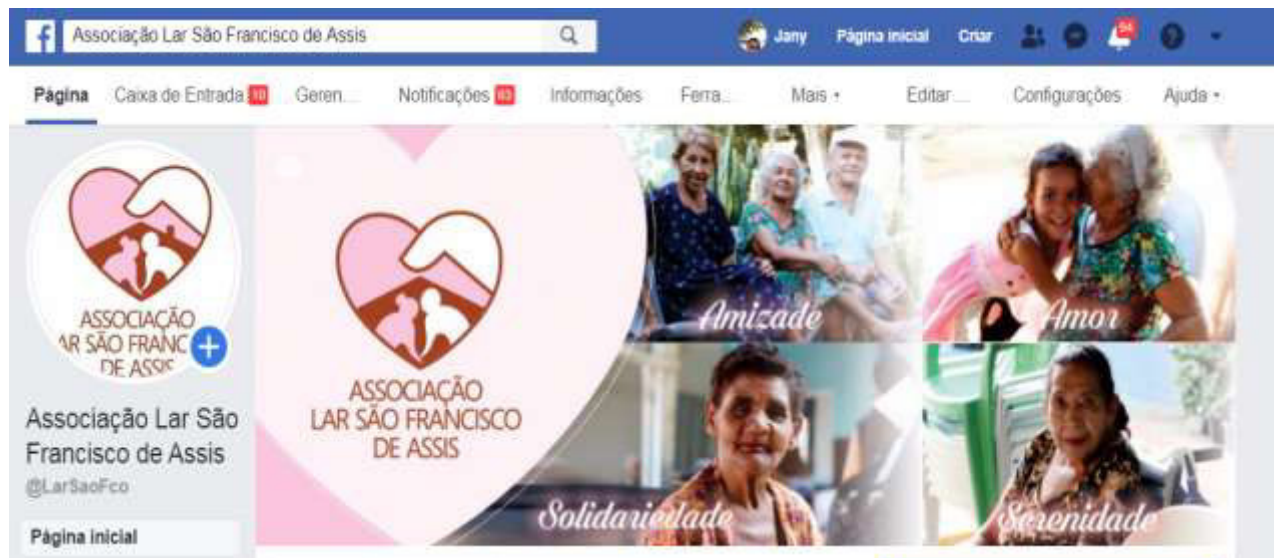 Associação Lar São Francisco de Assis
Jany Página inicial Criar 94
Página Caixa de Entrada 10 Geren... Notificações 83 Informações Ferra... Mais Editar ... Configurações Ajuda
ASSOCIAÇÃO
AR SÃO FRANC
DE ASSIS
Associação Lar São
Francisco de Assis
@LarSaoFco
Página inicial
ASSOCIAÇÃO
LAR SÃO FRANCISCO
DE ASSIS
Amizade
Amor
Solidariedade
Serenidade